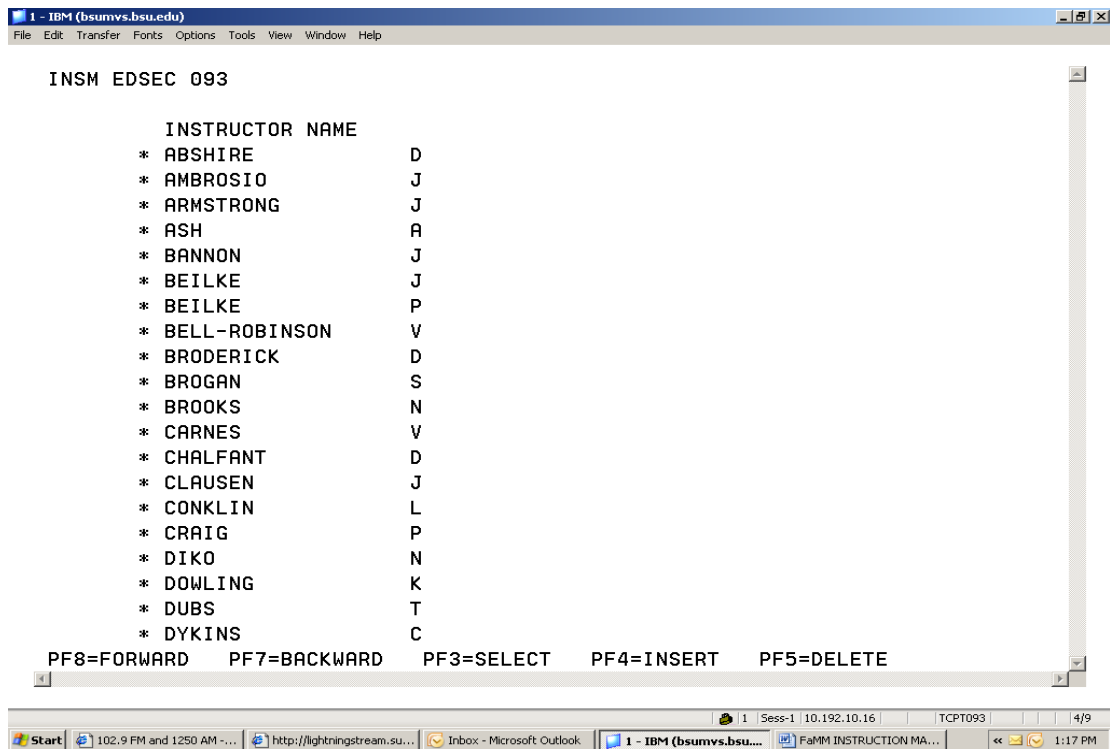 1 - IBM (bsumvs.bsu.edu)
File Edit Transfer Fonts Options Tools View Window Help
INSM EDSEC 093
INSTRUCTOR NAME
* ABSHIRE D
* AMBROSIO J
* ARMSTRONG J
* ASH A
* BANNON J
* BEILKE J
* BEILKE P
* BELL-ROBINSON V
* BRODERICK D
* BROGAN S
* BROOKS N
* CARNES V
* CHALFANT D
* CLAUSEN J
* CONKLIN L
* CRAIG P
* DIKO N
* DOWLING K
* DUBS T
* DYKINS C
PF8=FORWARD PF7=BACKWARD PF3=SELECT PF4=INSERT PF5=DELETE
1 Sess-1 10.192.10.16 TCPT093 4/9
Start 102.9 FM and 1250 AM -... http://lightningstream.su... Inbox - Microsoft Outlook 1 - IBM (bsumvs.bsu.... FaMM INSTRUCTION MA... « 1:17 PM